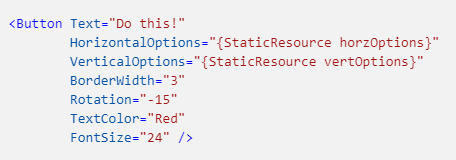 <Button Text="Do this!"
        HorizontalOptions="{StaticResource horzOptions}"
        VerticalOptions="{StaticResource vertOptions}"
        BorderWidth="3"
        Rotation="-15"
        TextColor="Red"
        FontSize="24" />